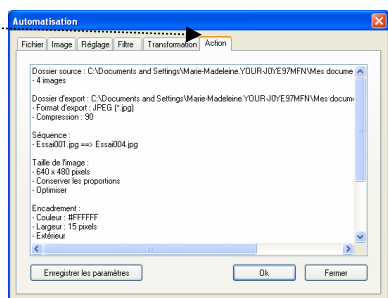 Automatisation
Fichier Image Réglage Filtre Transformation Action
Dossier source : C:\Documents and Settings\Marie-Madeleine.YOUR-J0YE97MFN\Mes docume
- 4 images
Dossier d'export : C:\Documents and Settings\Marie-Madeleine.YOUR-J0YE97MFN\Mes docum
- Format d'export : JPEG (*.jpg)
- Compression : 90
Séquence :
- Essai001.jpg ==> Essai004.jpg
Taille de l'image :
- 640 x 480 pixels
- Conserver les proportions
- Optimiser
Encadrement :
- Couleur : #FFFFFF
- Largeur : 15 pixels
- Extérieur
Enregistrer les paramètres Ok Fermer